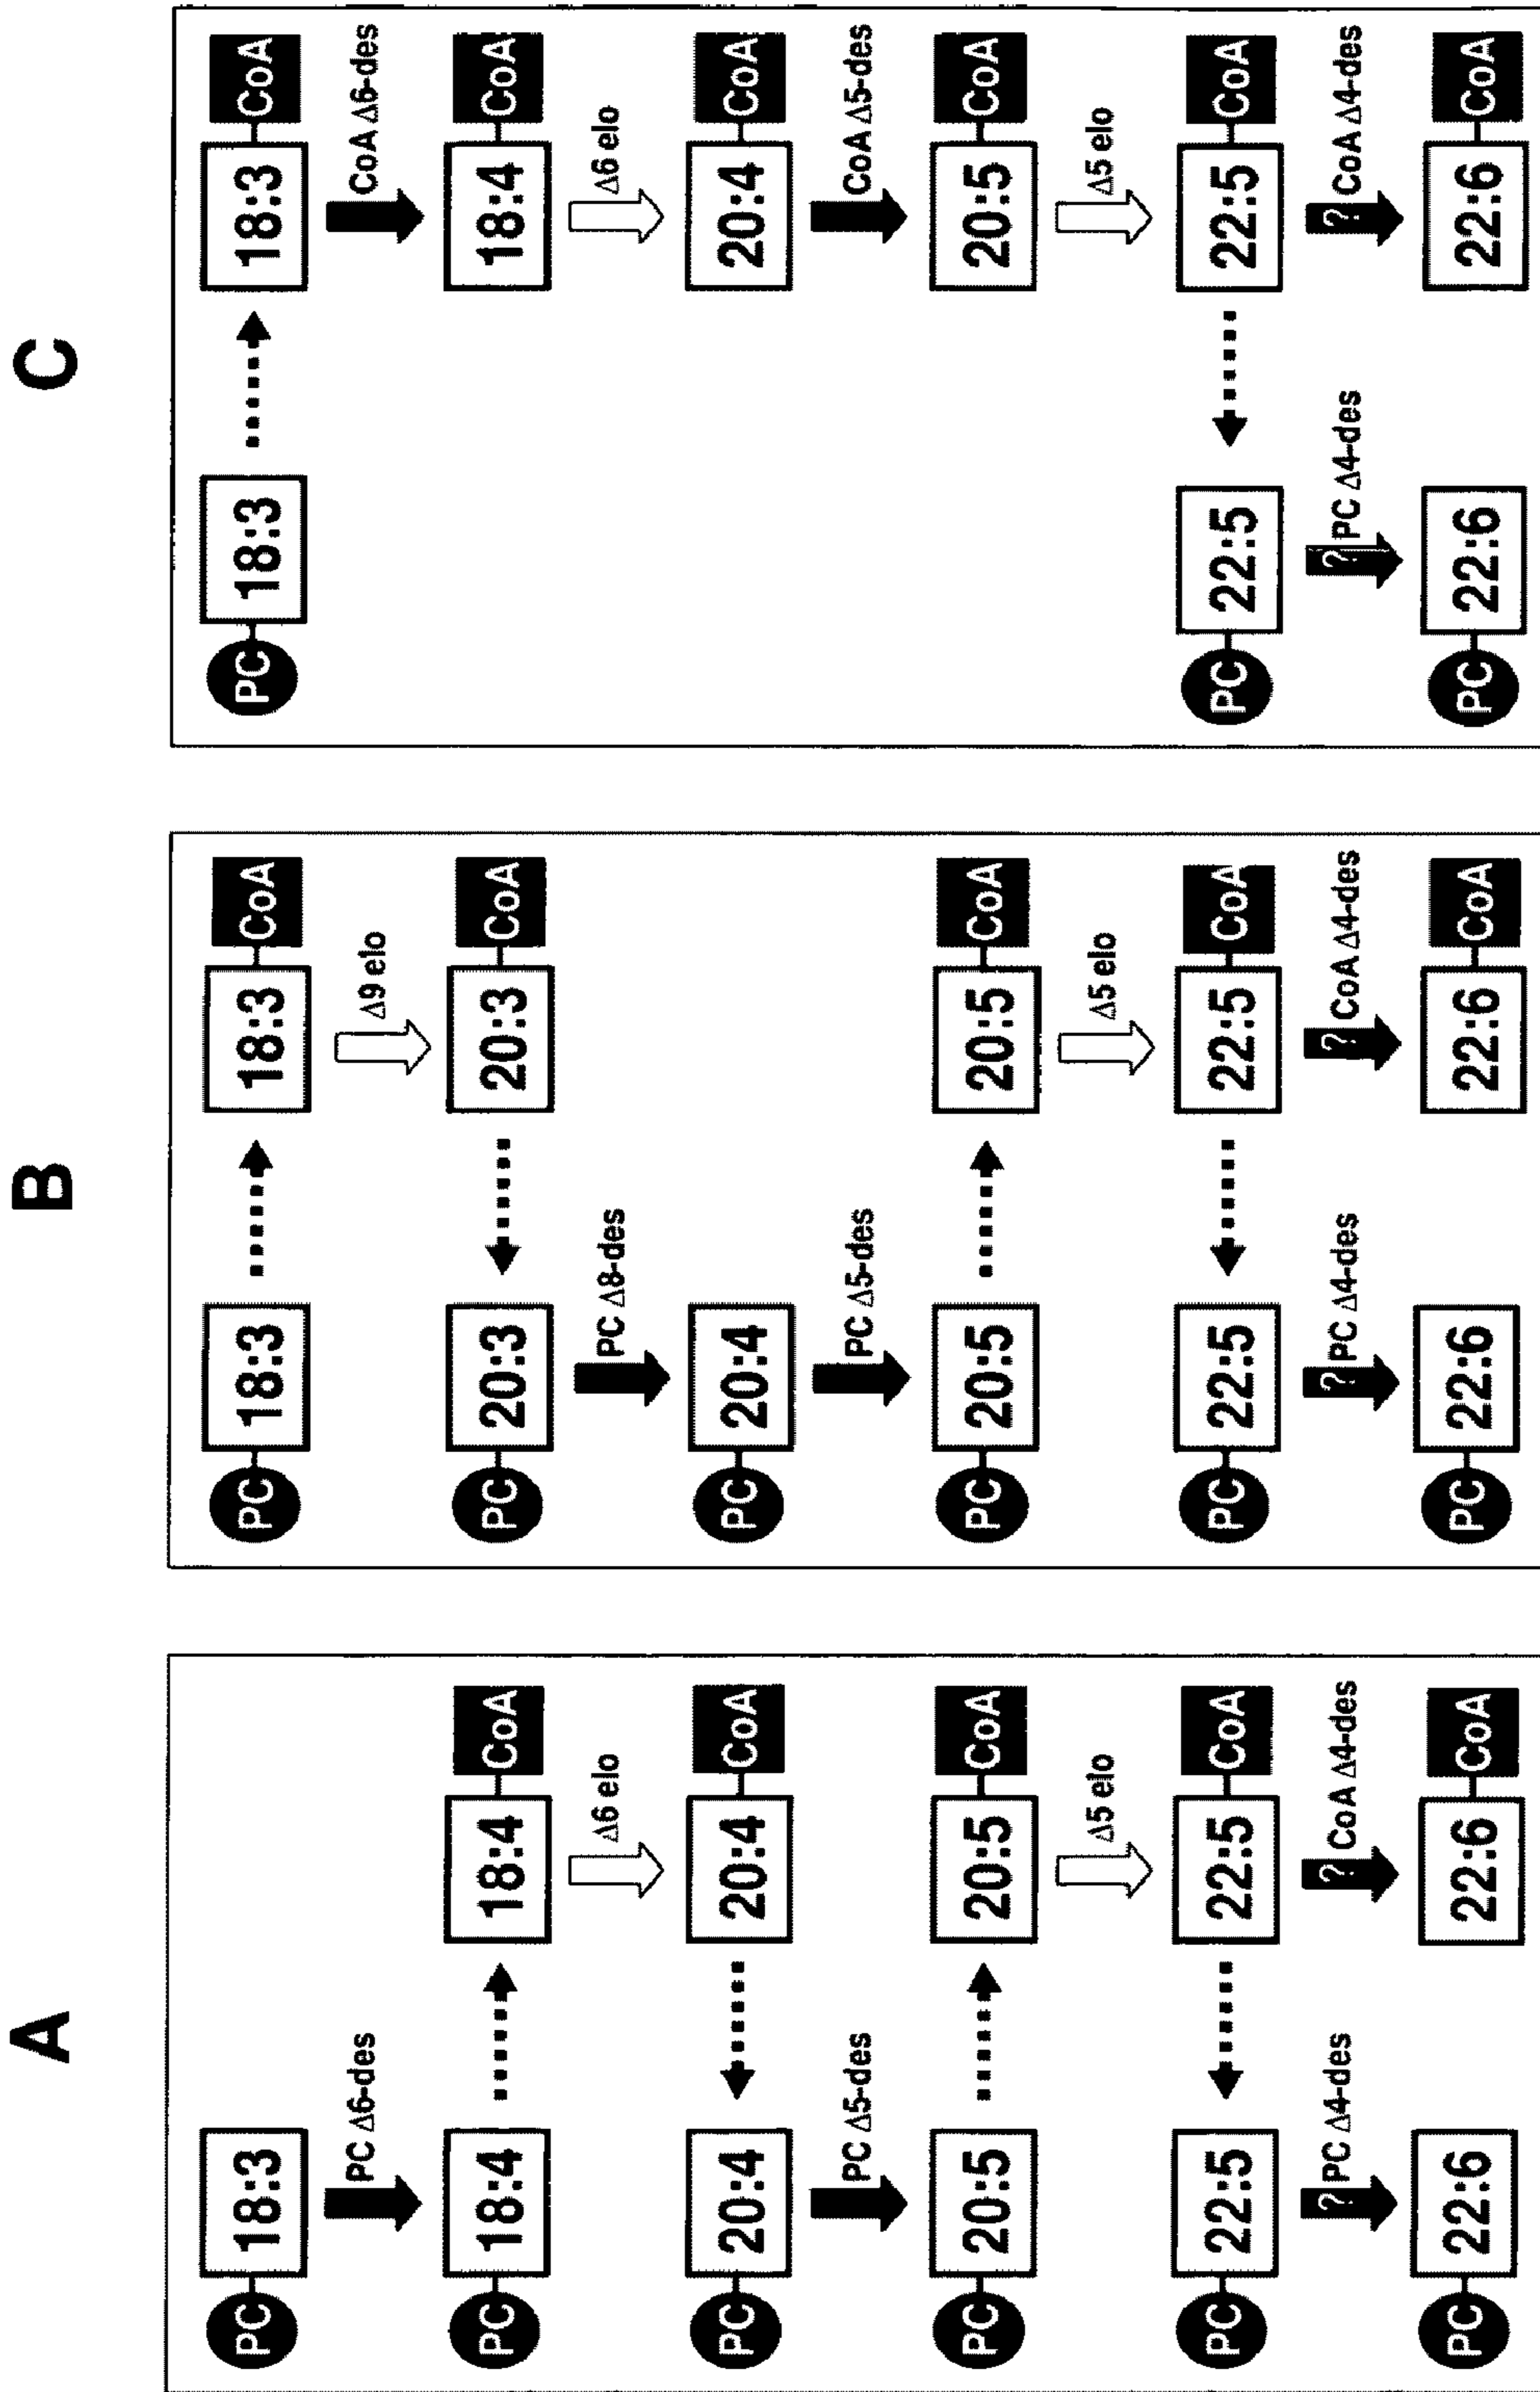 A
PC 18:3
PC Δ6-des
PC 18:4
18:4 CoA
Δ6 elo
PC 20:4
20:4 CoA
PC Δ5-des
PC 20:5
20:5 CoA
Δ5 elo
PC 22:5
22:5 CoA
? PC Δ4-des
? CoA Δ4-des
PC 22:6
22:6 CoA
B
PC 18:3
18:3 CoA
Δ9 elo
PC 20:3
20:3 CoA
PC Δ8-des
PC 20:4
PC Δ5-des
PC 20:5
20:5 CoA
Δ5 elo
PC 22:5
22:5 CoA
? PC Δ4-des
? CoA Δ4-des
PC 22:6
22:6 CoA
C
PC 18:3
18:3 CoA
CoA Δ6-des
18:4 CoA
Δ6 elo
20:4 CoA
CoA Δ5-des
20:5 CoA
Δ5 elo
PC 22:5
22:5 CoA
? PC Δ4-des
? CoA Δ4-des
PC 22:6
22:6 CoA